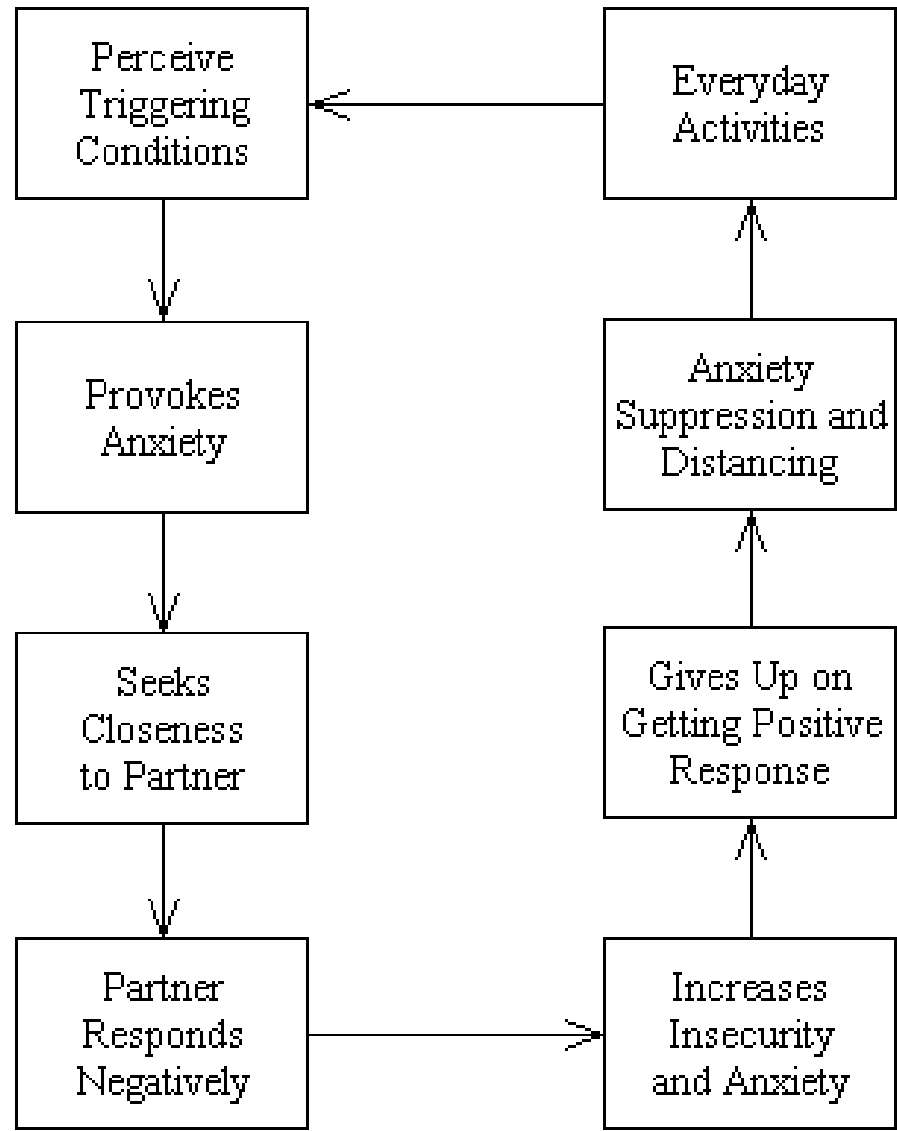 Perceive
Triggering
Conditions
Everyday
Activities
Provokes
Anxiety
Anxiety
Suppression and
Distancing
Seeks
Closeness
to Partner
Gives Up on
Getting Positive
Response
Partner
Responds
Negatively
Increases
Insecurity
and Anxiety